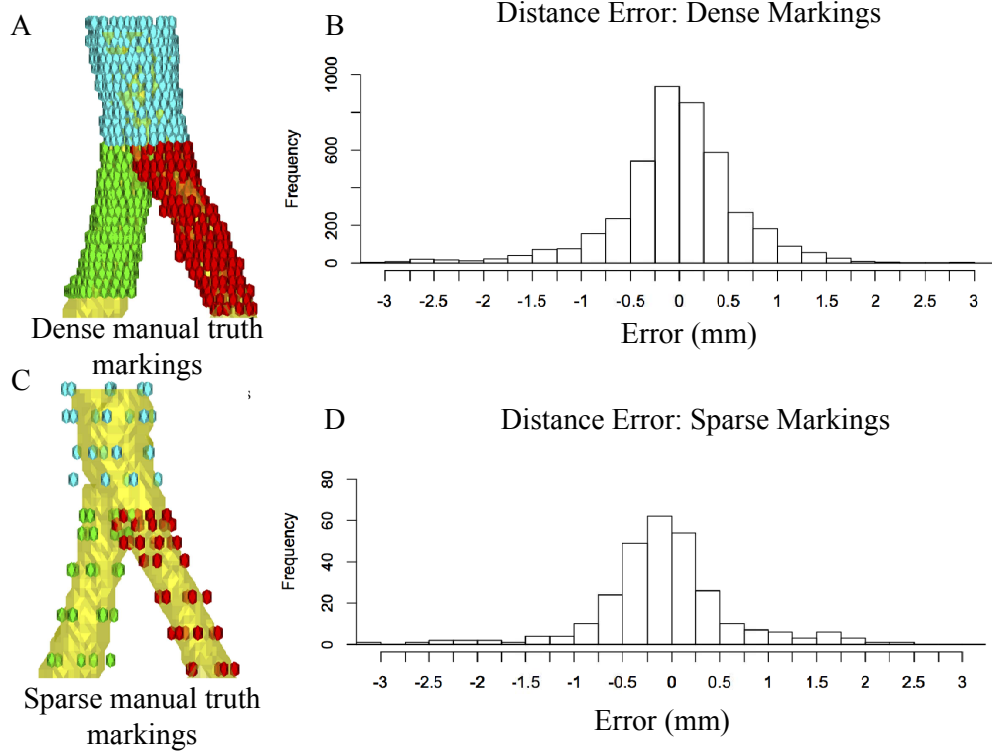 A
B
Distance Error: Dense Markings
Frequency
1000
600
200
0
-3 -2.5 -2 -1.5 -1 -0.5 0 0.5 1 1.5 2 2.5 3
Error (mm)
Dense manual truth
markings
C
D
Distance Error: Sparse Markings
Frequency
80
60
40
20
0
-3 -2.5 -2 -1.5 -1 -0.5 0 0.5 1 1.5 2 2.5 3
Error (mm)
Sparse manual truth
markings